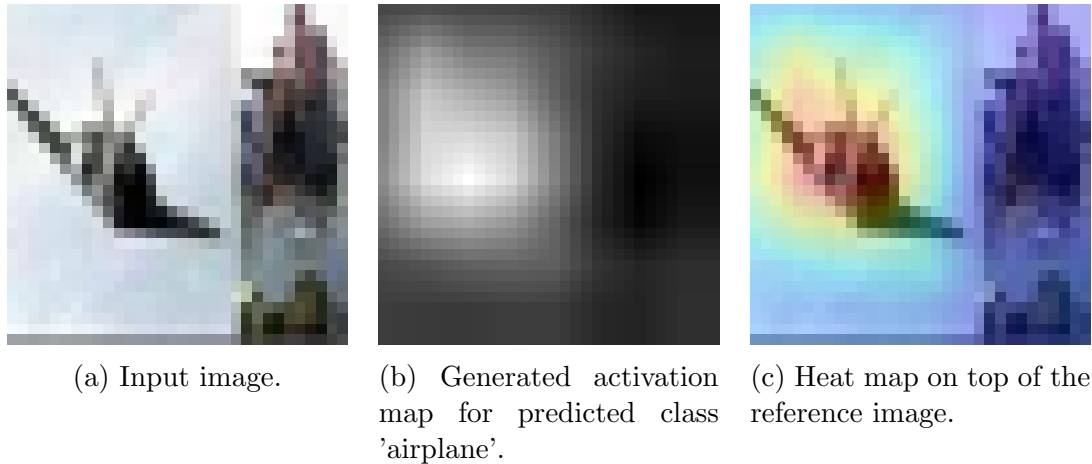 (a) Input image.
(b) Generated activation
map for predicted class
’airplane’.
(c) Heat map on top of the
reference image.